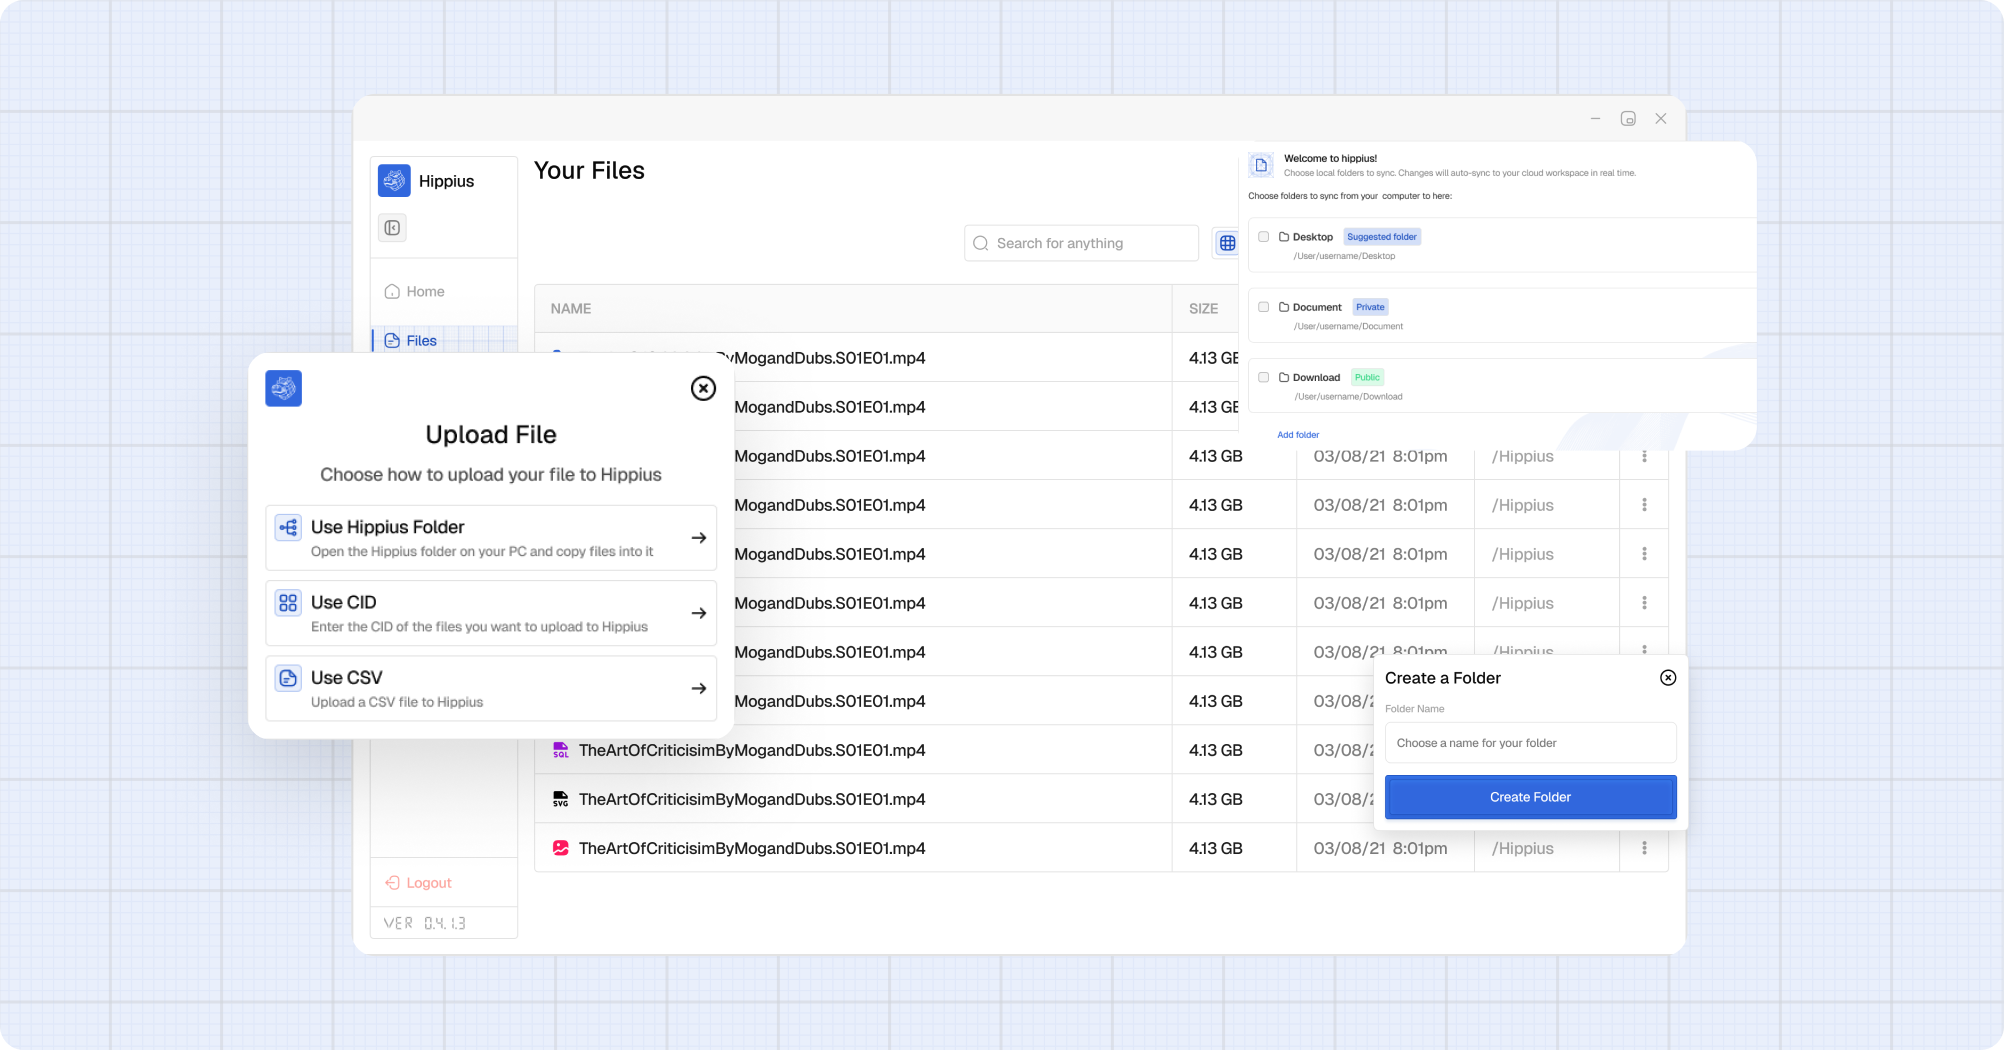 Hippius
Home
Files
Your Files
Search for anything
NAME SIZE
yMogandDubs.S01E01.mp4 4.13 GB
MogandDubs.S01E01.mp4 4.13 GB
MogandDubs.S01E01.mp4 4.13 GB 03/08/21 8:01pm /Hippius
MogandDubs.S01E01.mp4 4.13 GB 03/08/21 8:01pm /Hippius
MogandDubs.S01E01.mp4 4.13 GB 03/08/21 8:01pm /Hippius
MogandDubs.S01E01.mp4 4.13 GB 03/08/21 8:01pm /Hippius
MogandDubs.S01E01.mp4 4.13 GB 03/08/21 8:01pm /Hippius
MogandDubs.S01E01.mp4 4.13 GB 03/08/2
SQL TheArtOfCriticisimByMogandDubs.S01E01.mp4 4.13 GB 03/08/2
SVG TheArtOfCriticisimByMogandDubs.S01E01.mp4 4.13 GB 03/08/2
TheArtOfCriticisimByMogandDubs.S01E01.mp4 4.13 GB 03/08/21 8:01pm /Hippius
Logout
VER 0.4.1.3
Welcome to hippius!
Choose local folders to sync. Changes will auto-sync to your cloud workspace in real time.
Choose folders to sync from your computer to here:
Desktop Suggested folder
/User/username/Desktop
Document Private
/User/username/Document
Download Public
/User/username/Download
Add folder
Upload File
Choose how to upload your file to Hippius
Use Hippius Folder
Open the Hippius folder on your PC and copy files into it
Use CID
Enter the CID of the files you want to upload to Hippius
Use CSV
Upload a CSV file to Hippius
Create a Folder
Folder Name
Choose a name for your folder
Create Folder